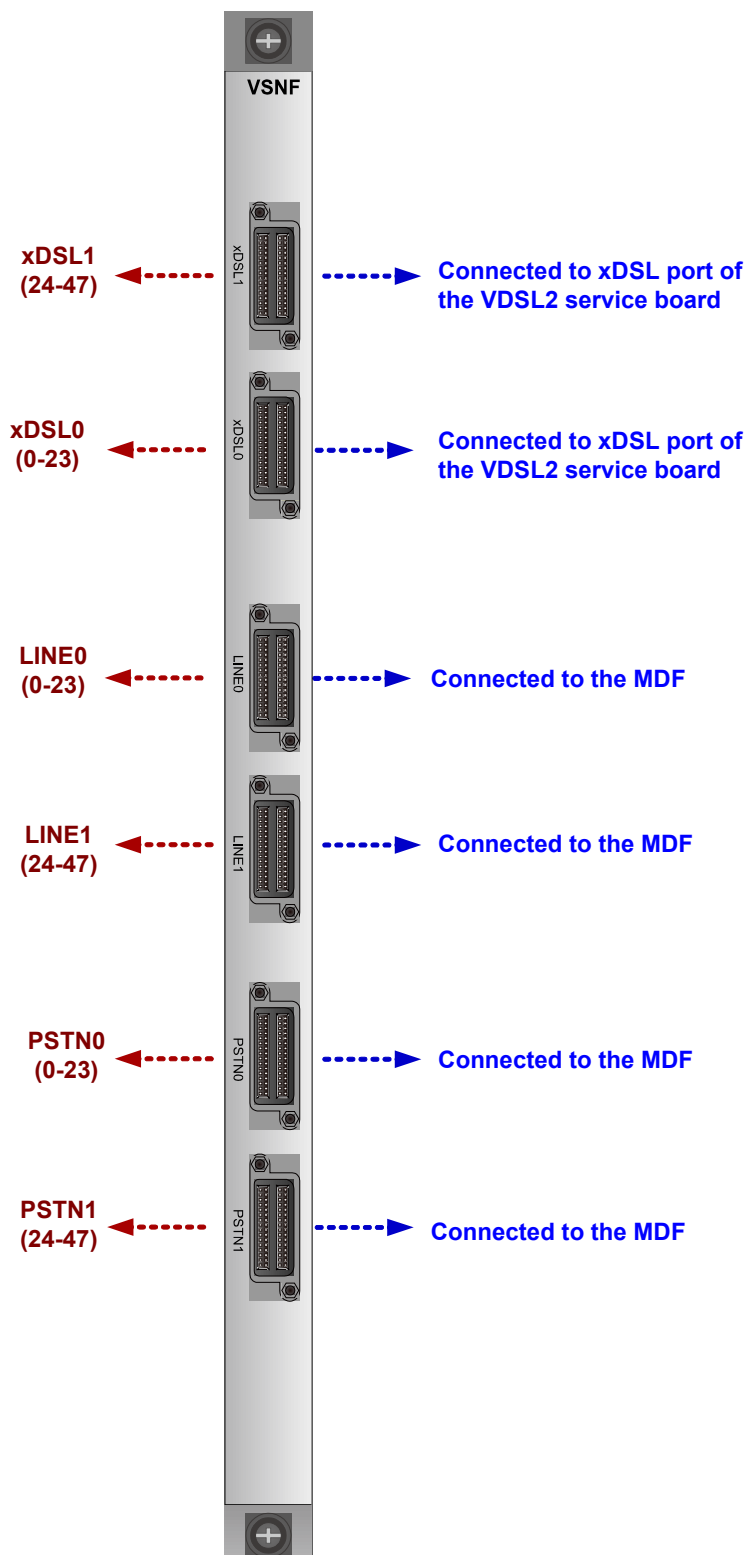 VSNF
xDSL1
(24-47)
xDSL1
Connected to xDSL port of
the VDSL2 service board
xDSL0
(0-23)
xDSL0
Connected to xDSL port of
the VDSL2 service board
LINE0
(0-23)
LINE0
Connected to the MDF
LINE1
(24-47)
LINE1
Connected to the MDF
PSTN0
(0-23)
PSTN0
Connected to the MDF
PSTN1
(24-47)
PSTN1
Connected to the MDF